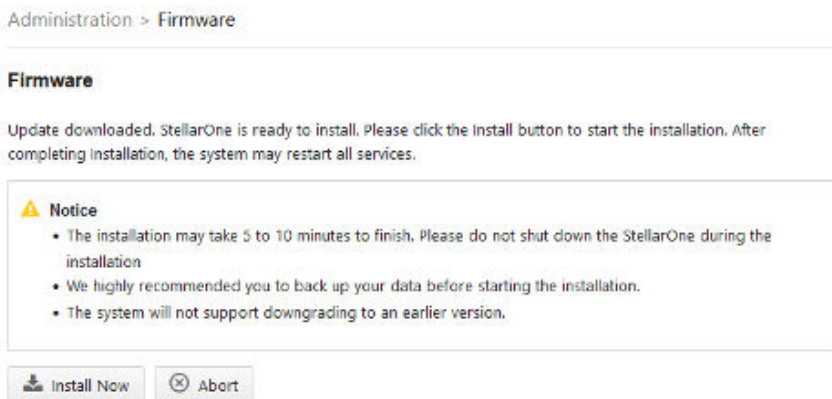 Administration > Firmware
Firmware
Update downloaded. StellarOne is ready to install. Please click the Install button to start the installation. After
completing Installation, the system may restart all services.
Notice
• The installation may take 5 to 10 minutes to finish. Please do not shut down the StellarOne during the
installation
• We highly recommended you to back up your data before starting the installation.
• The system will not support downgrading to an earlier version.
Install Now
Abort